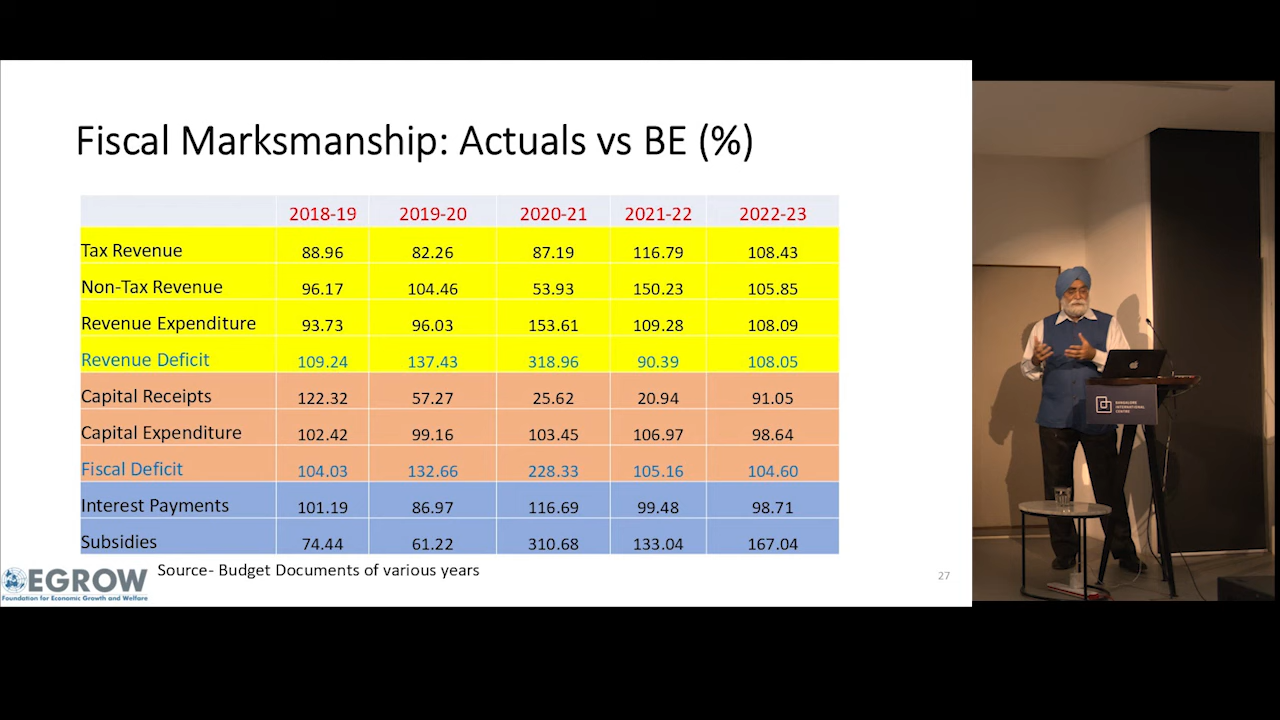 Fiscal Marksmanship: Actuals vs BE (%)
2018-19 2019-20 2020-21 2021-22 2022-23
Tax Revenue 88.96 82.26 87.19 116.79 108.43
Non-Tax Revenue 96.17 104.46 53.93 150.23 105.85
Revenue Expenditure 93.73 96.03 153.61 109.28 108.09
Revenue Deficit 109.24 137.43 318.96 90.39 108.05
Capital Receipts 122.32 57.27 25.62 20.94 91.05
Capital Expenditure 102.42 99.16 103.45 106.97 98.64
Fiscal Deficit 104.03 132.66 228.33 105.16 104.60
Interest Payments 101.19 86.97 116.69 99.48 98.71
Subsidies 74.44 61.22 310.68 133.04 167.04
Source- Budget Documents of various years
EGROW
Foundation for Economic Growth and Welfare
27
BANGALORE
INTERNATIONAL
CENTRE